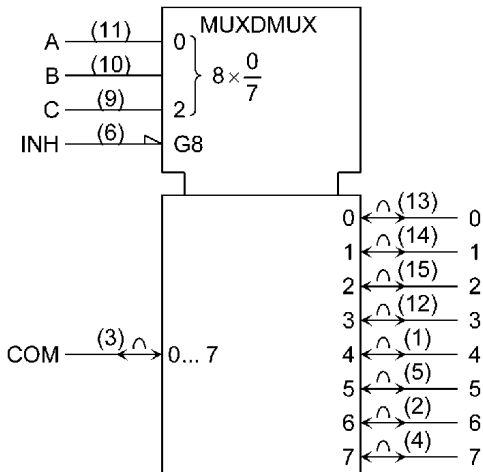 MUXDMUX
A (11) 0
B (10) 8 × 0/7
C (9) 2
INH (6) G8
0 (13) 0
1 (14) 1
2 (15) 2
3 (12) 3
COM (3) 0... 7 4 (1) 4
5 (5) 5
6 (2) 6
7 (4) 7